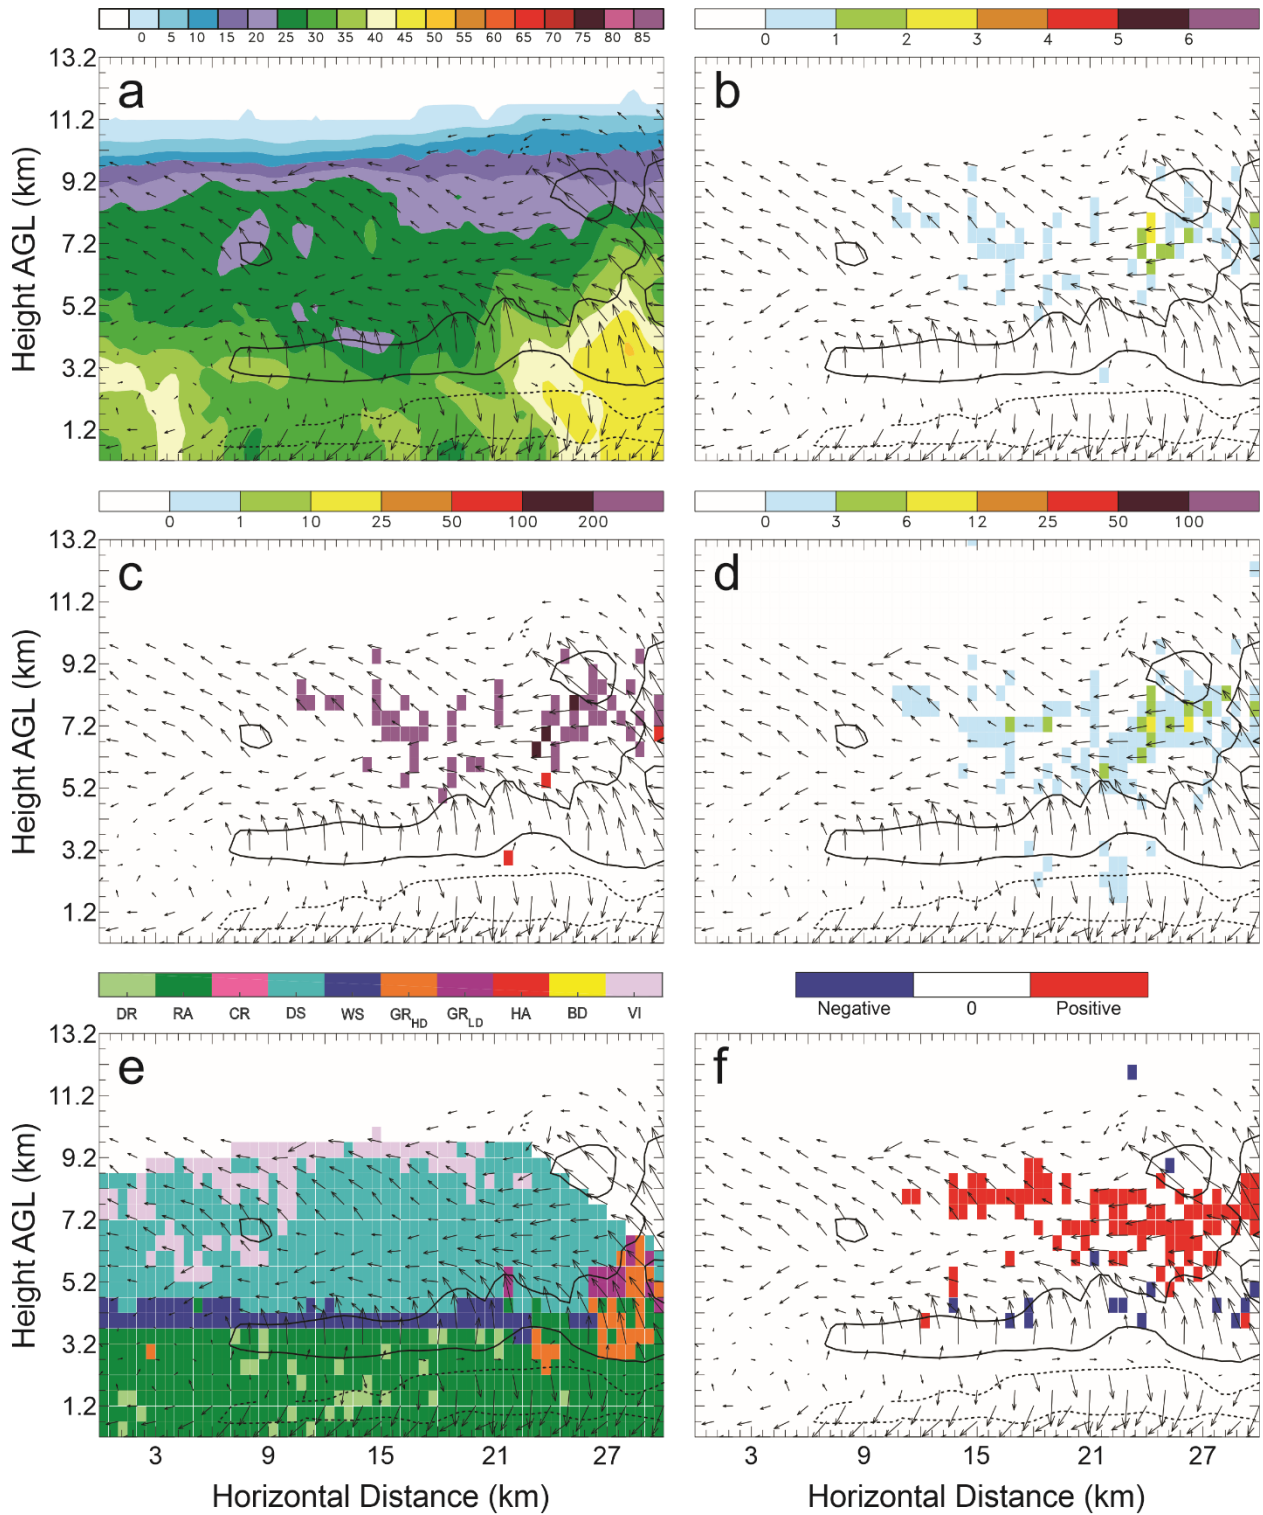 0 5 10 15 20 25 30 35 40 45 50 55 60 65 70 75 80 85
0 1 2 3 4 5 6
a
b
13.2
11.2
9.2
7.2
5.2
3.2
1.2
Height AGL (km)
0 1 10 25 50 100 200
0 3 6 12 25 50 100
c
d
13.2
11.2
9.2
7.2
5.2
3.2
1.2
Height AGL (km)
DR RA CR DS WS GR HD GR LD HA BD VI
Negative 0 Positive
e
f
13.2
11.2
9.2
7.2
5.2
3.2
1.2
Height AGL (km)
3 9 15 21 27
3 9 15 21 27
Horizontal Distance (km)
Horizontal Distance (km)